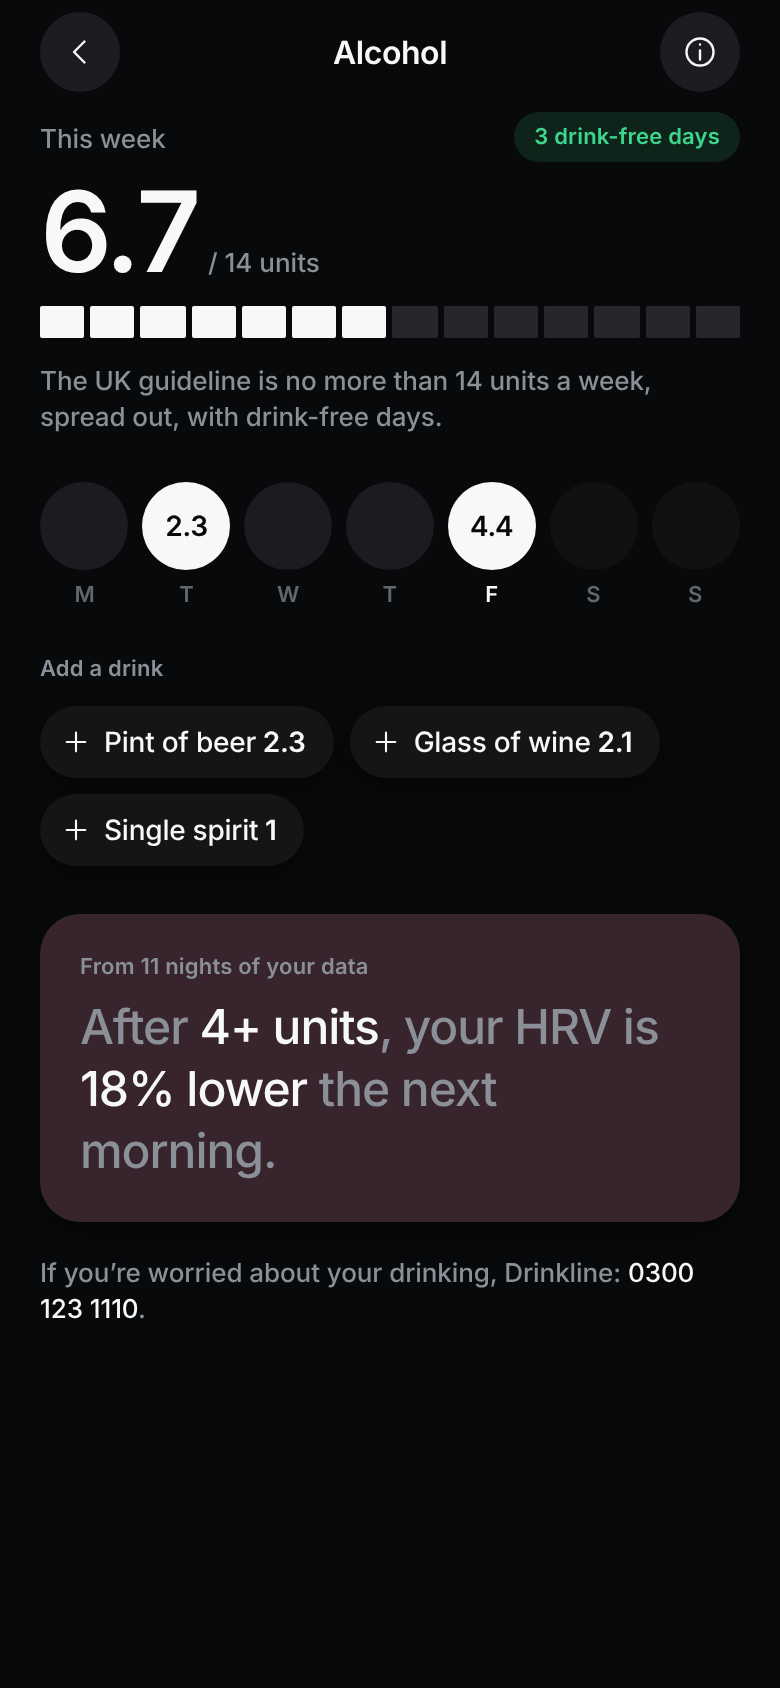 Alcohol
This week
3 drink-free days
6.7 / 14 units
The UK guideline is no more than 14 units a week,
spread out, with drink-free days.
2.3 4.4
M T W T F S S
Add a drink
Pint of beer 2.3
Glass of wine 2.1
Single spirit 1
From 11 nights of your data
After 4+ units, your HRV is
18% lower the next
morning.
If you’re worried about your drinking, Drinkline: 0300
123 1110.